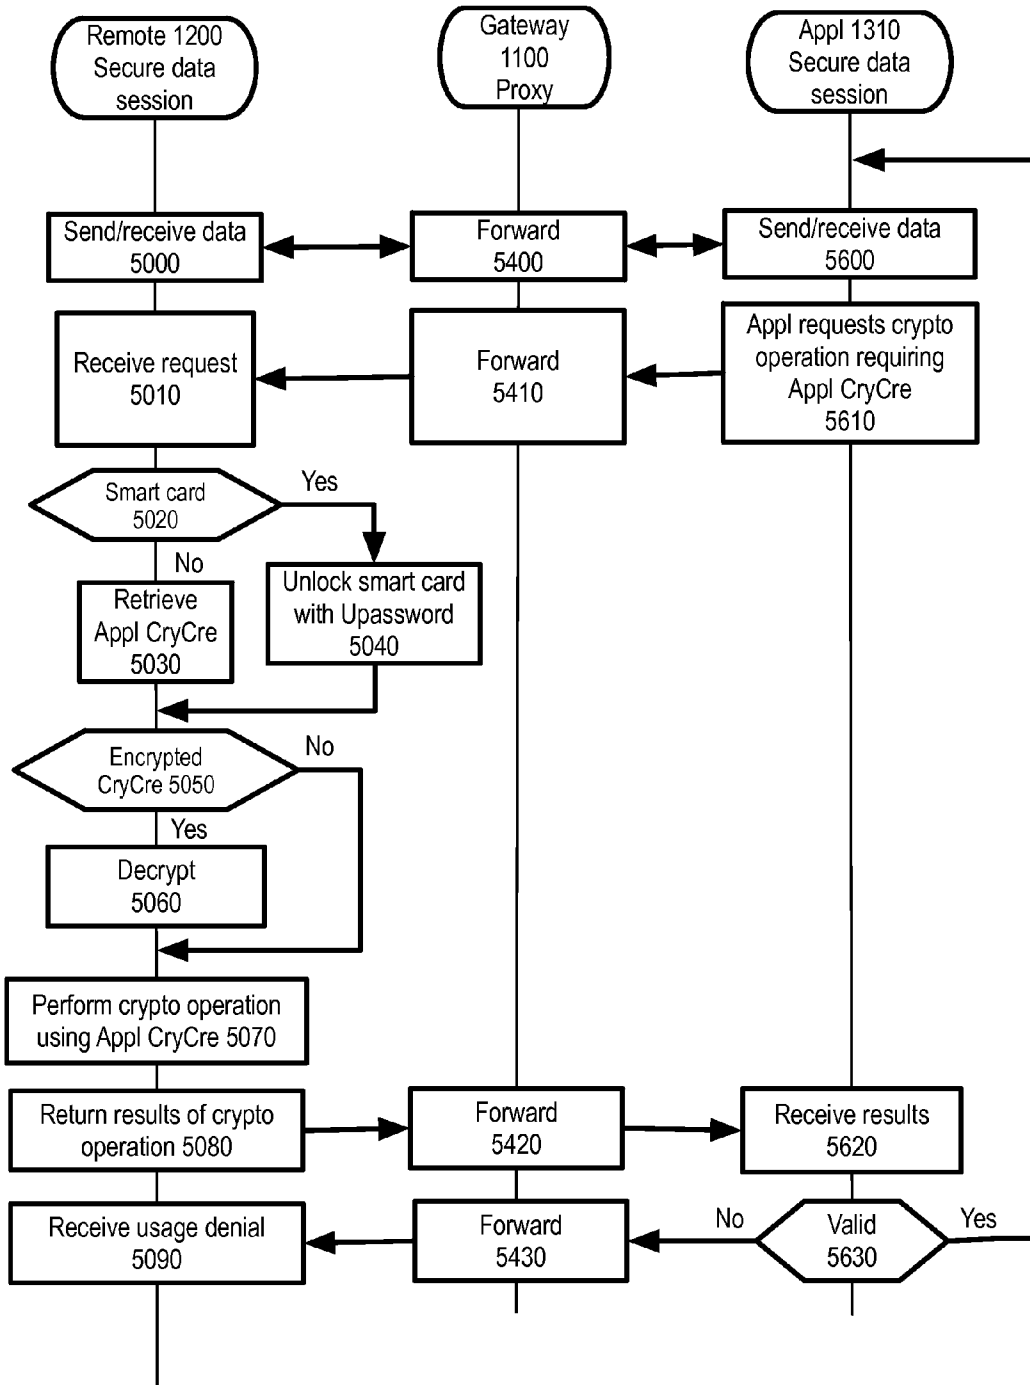 Remote 1200
Secure data
session
Gateway
1100
Proxy
Appl 1310
Secure data
session
Send/receive data
5000
Forward
5400
Send/receive data
5600
Receive request
5010
Forward
5410
Appl requests crypto
operation requiring
Appl CryCre
5610
Smart card
5020
Yes
No
Retrieve
Appl CryCre
5030
Unlock smart card
with Upassword
5040
Encrypted
CryCre 5050
No
Yes
Decrypt
5060
Perform crypto operation
using Appl CryCre 5070
Return results of crypto
operation 5080
Forward
5420
Receive results
5620
Receive usage denial
5090
Forward
5430
No
Valid
5630
Yes